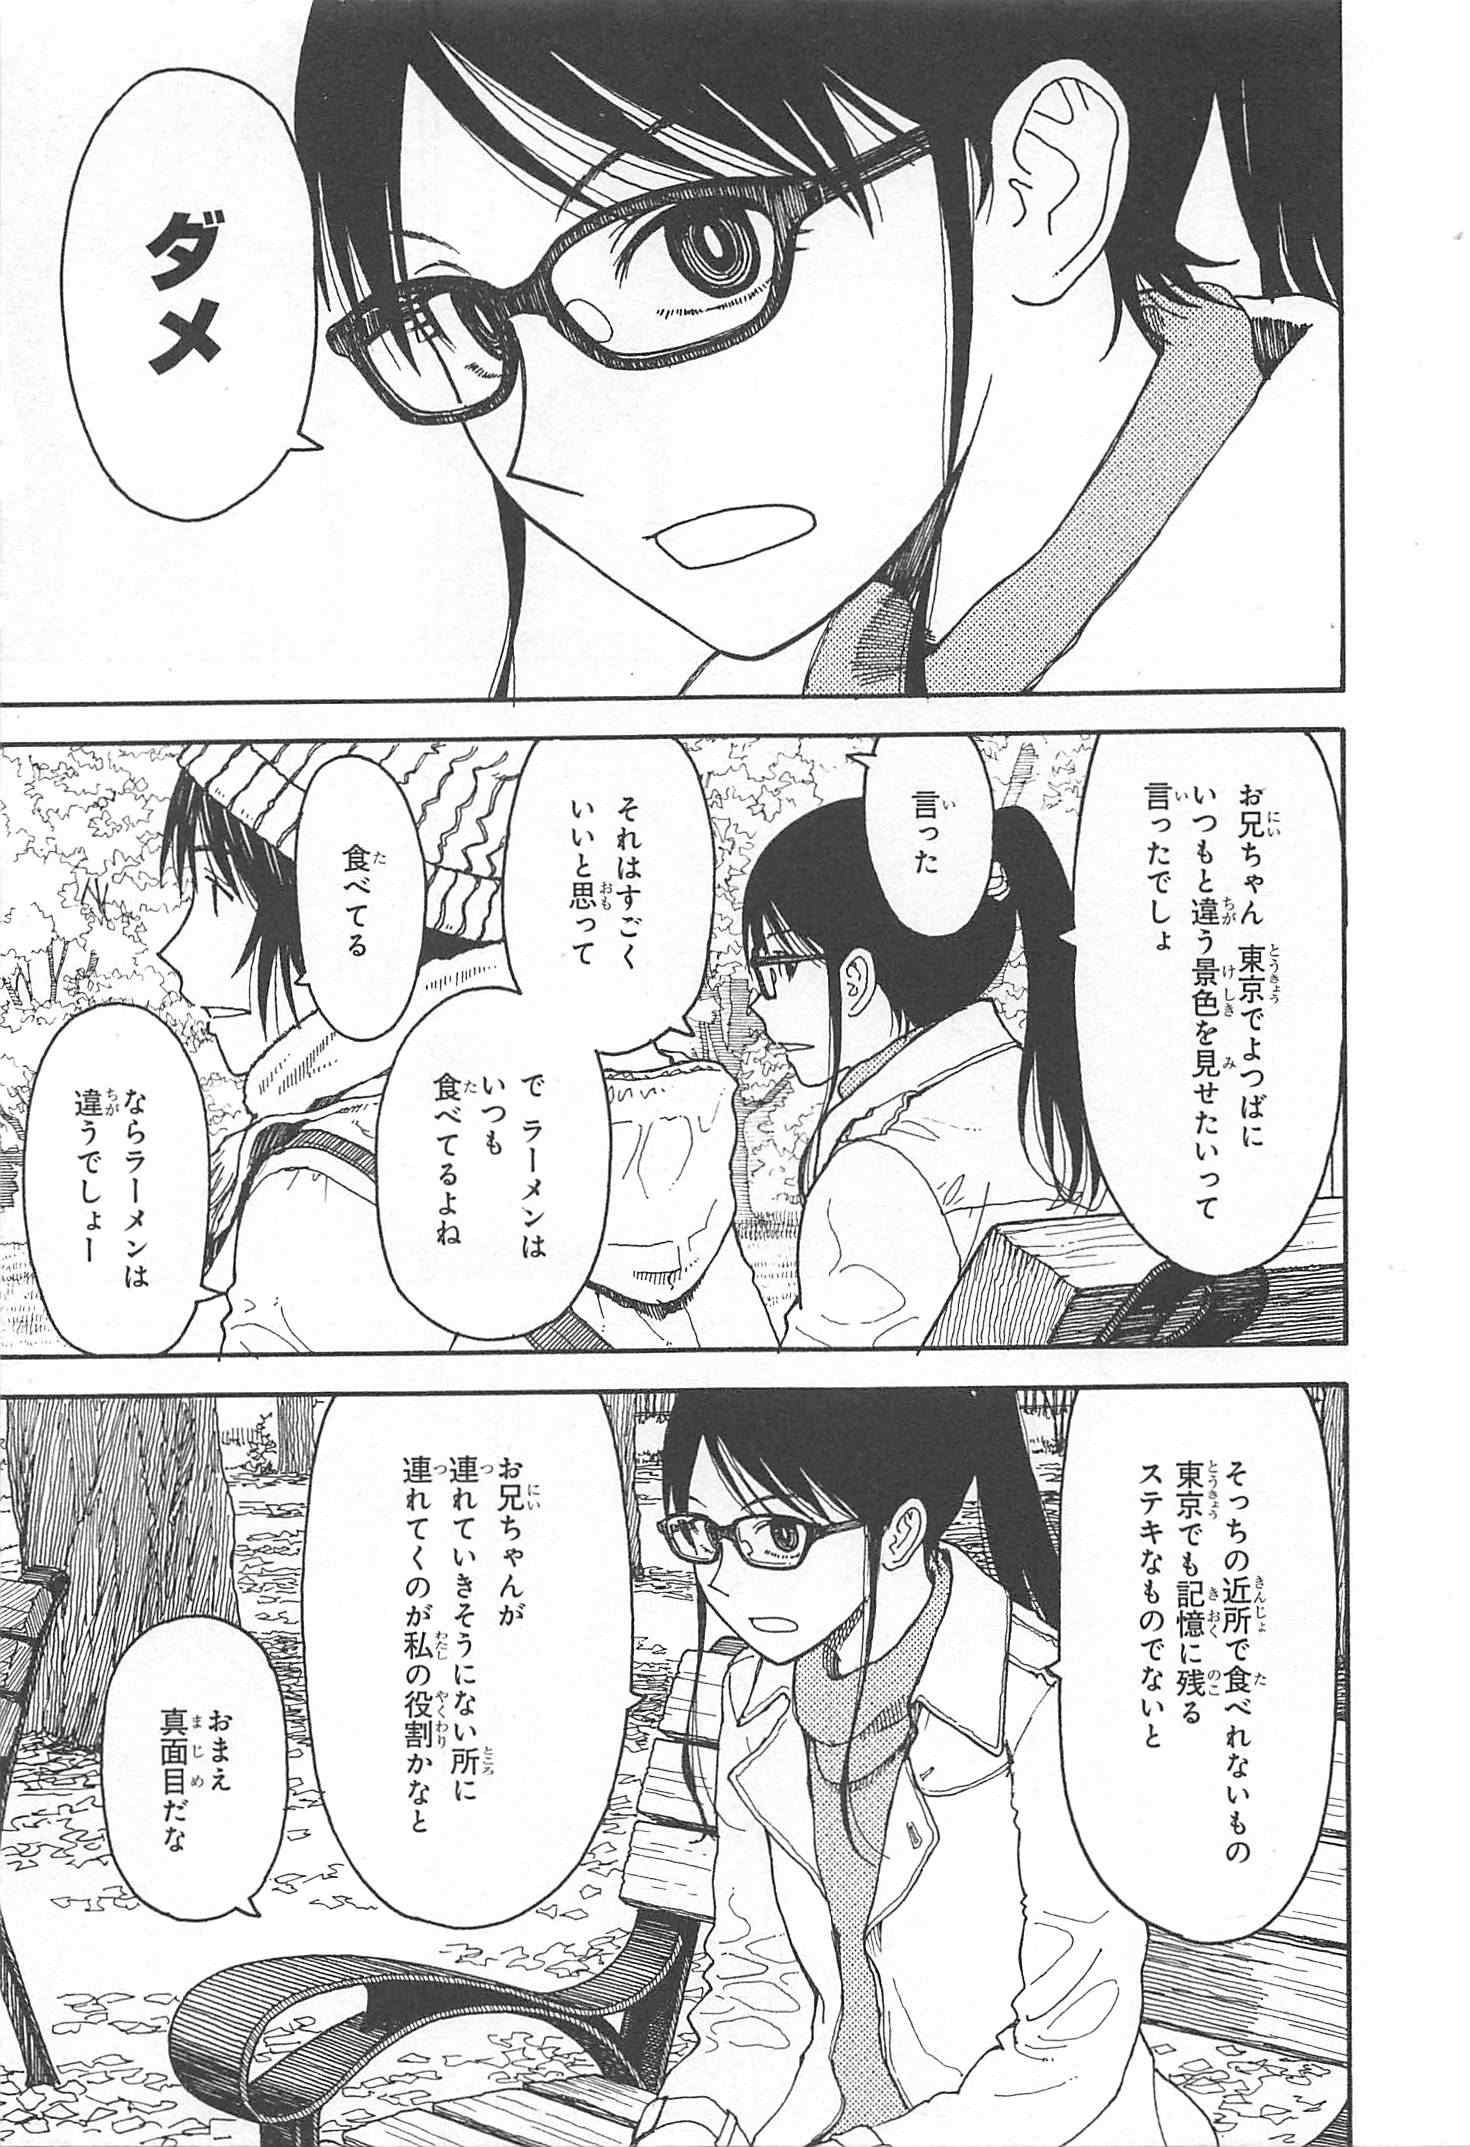 ダメ
お兄ちゃん 東京でよつばに
いつもと違う景色を見せたいって
言ったでしょ
言った
それはすごく
いいと思って
で ラーメンは
いつも
食べてるよね
食べてる
ならラーメンは
違うでしょー
そっちの近所で食べれないもの
東京でも記憶に残る
ステキなものでないと
お兄ちゃんが
連れていきそうにない所に
連れてくのが私の役割かなと
おまえ
真面目だな